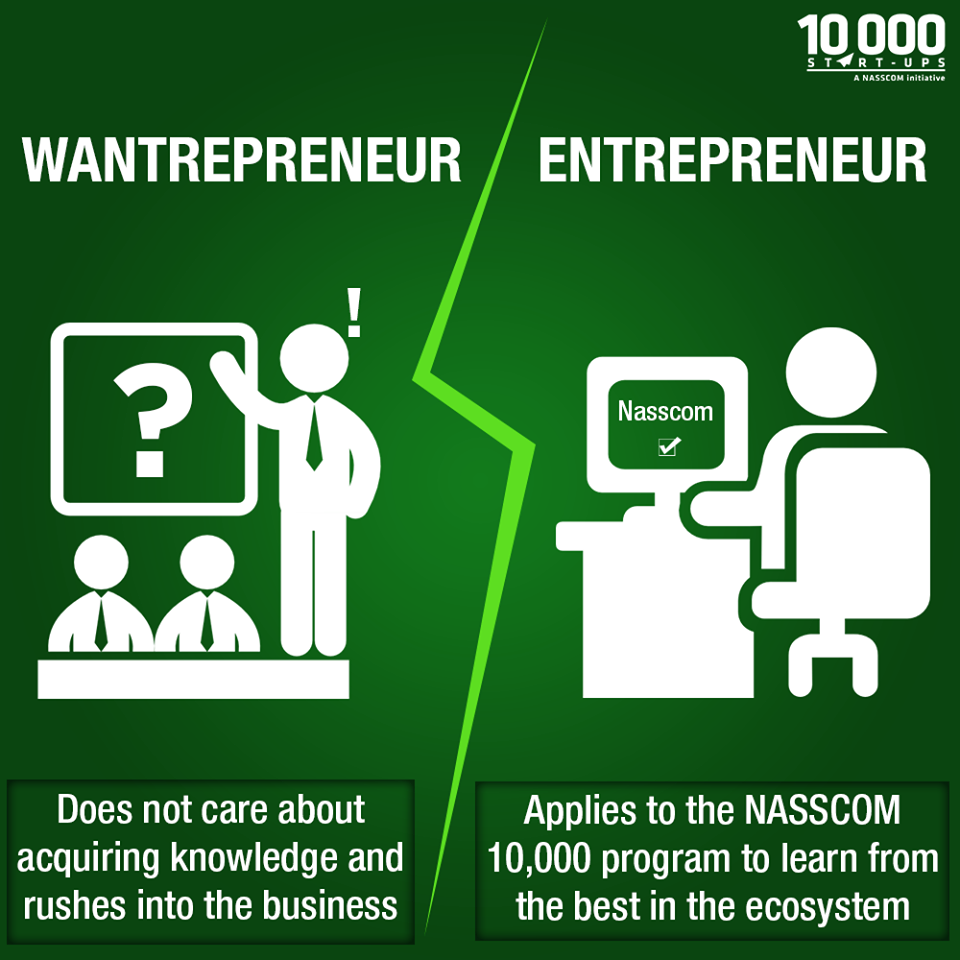 10 000
START-UPS
A NASSCOM initiative
WANTREPRENEUR
ENTREPRENEUR
!
?
Nasscom
Does not care about
acquiring knowledge and
rushes into the business
Applies to the NASSCOM
10,000 program to learn from
the best in the ecosystem